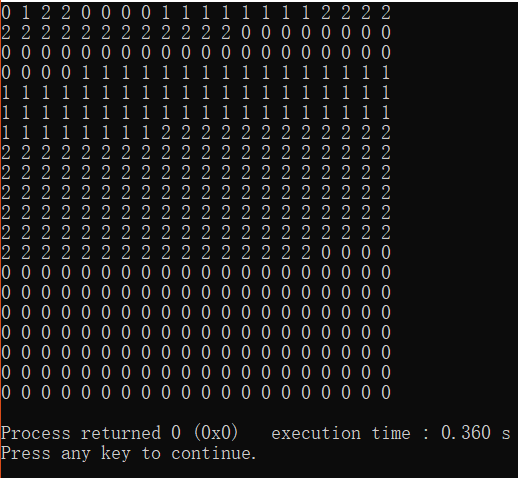 0 1 2 2 0 0 0 0 1 1 1 1 1 1 1 1 2 2 2 2
2 2 2 2 2 2 2 2 2 2 2 2 0 0 0 0 0 0 0 0
0 0 0 0 0 0 0 0 0 0 0 0 0 0 0 0 0 0 0 0
0 0 0 0 1 1 1 1 1 1 1 1 1 1 1 1 1 1 1 1
1 1 1 1 1 1 1 1 1 1 1 1 1 1 1 1 1 1 1 1
1 1 1 1 1 1 1 1 1 1 1 1 1 1 1 1 1 1 1 1
1 1 1 1 1 1 1 1 2 2 2 2 2 2 2 2 2 2 2 2
2 2 2 2 2 2 2 2 2 2 2 2 2 2 2 2 2 2 2 2
2 2 2 2 2 2 2 2 2 2 2 2 2 2 2 2 2 2 2 2
2 2 2 2 2 2 2 2 2 2 2 2 2 2 2 2 2 2 2 2
2 2 2 2 2 2 2 2 2 2 2 2 2 2 2 2 2 2 2 2
2 2 2 2 2 2 2 2 2 2 2 2 2 2 2 2 2 2 2 2
2 2 2 2 2 2 2 2 2 2 2 2 2 2 2 2 0 0 0 0
0 0 0 0 0 0 0 0 0 0 0 0 0 0 0 0 0 0 0 0
0 0 0 0 0 0 0 0 0 0 0 0 0 0 0 0 0 0 0 0
0 0 0 0 0 0 0 0 0 0 0 0 0 0 0 0 0 0 0 0
0 0 0 0 0 0 0 0 0 0 0 0 0 0 0 0 0 0 0 0
0 0 0 0 0 0 0 0 0 0 0 0 0 0 0 0 0 0 0 0
0 0 0 0 0 0 0 0 0 0 0 0 0 0 0 0 0 0 0 0
0 0 0 0 0 0 0 0 0 0 0 0 0 0 0 0 0 0 0 0
Process returned 0 (0x0)   execution time : 0.360 s
Press any key to continue.